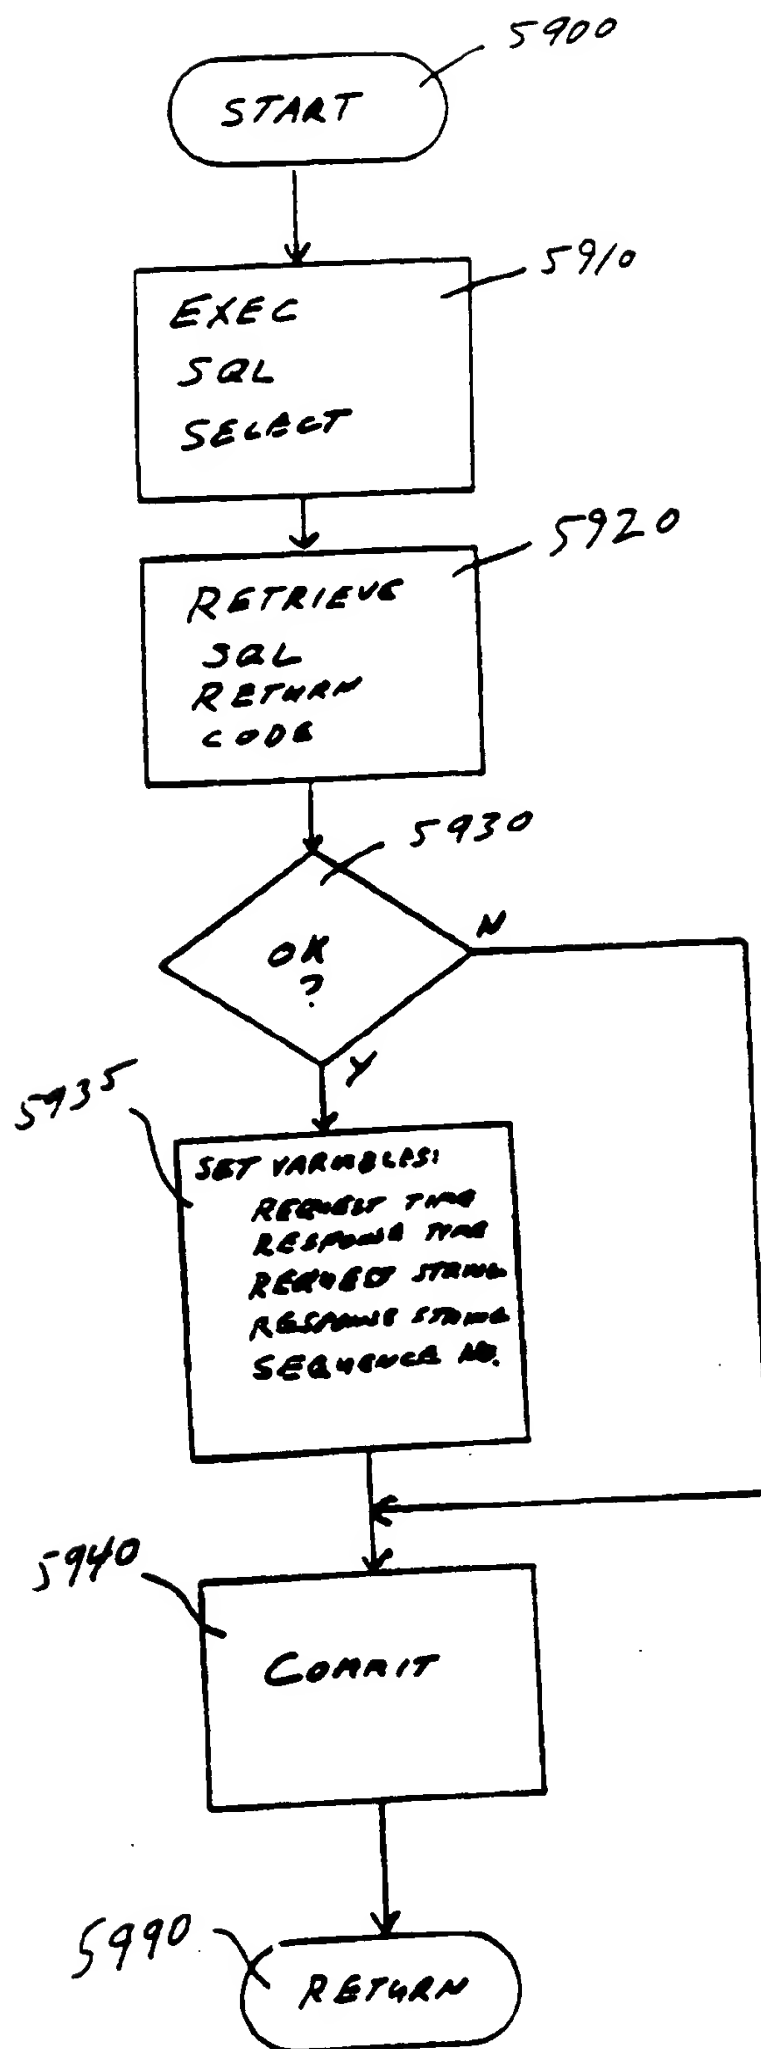 5900
START
5910
EXEC
SQL
SELECT
5920
RETRIEVE
SQL
RETURN
CODE
5930
OK
?
N
Y
5935
SET VARIABLES:
REQUEST TIME
RESPONSE TIME
REQUEST STRING
RESPONSE STRING
SEQUENCE NO.
5940
COMMIT
5990
RETURN